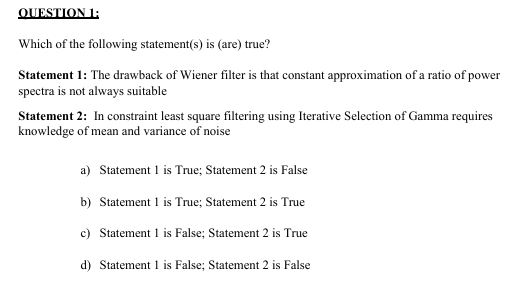 QUESTION 1:
Which of the following statement(s) is (are) true?
Statement 1: The drawback of Wiener filter is that constant approximation of a ratio of power
spectra is not always suitable
Statement 2: In constraint least square filtering using Iterative Selection of Gamma requires
knowledge of mean and variance of noise
a) Statement 1 is True; Statement 2 is False
b) Statement 1 is True; Statement 2 is True
c) Statement 1 is False; Statement 2 is True
d) Statement 1 is False; Statement 2 is False